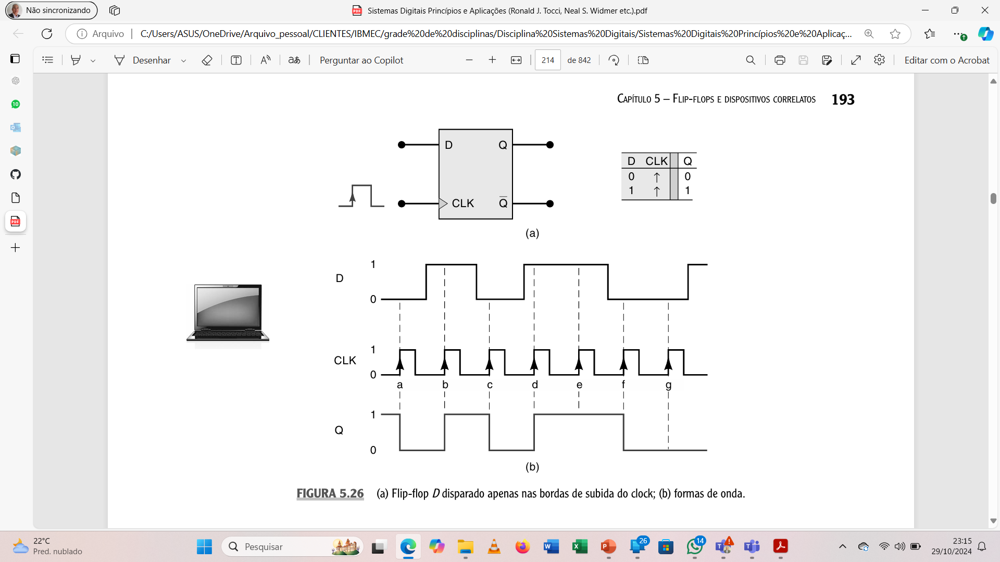 Não sincronizando
Sistemas Digitais Princípios e Aplicações (Ronald J. Tocci, Neal S. Widmer etc.).pdf
Arquivo
C:/Users/ASUS/OneDrive/Arquivo_pessoal/CLIENTES/IBMEC/grade%20de%20disciplinas/Disciplina%20Sistemas%20Digitais/Sistemas%20Digitais%20Princípios%20e%20Aplicaç...
Desenhar
aあ
Perguntar ao Copilot
214
de 842
Editar com o Acrobat
10
PDF
CAPÍTULO 5 – FLIP-FLOPS E DISPOSITIVOS CORRELATOS 193
D Q
CLK Q̅
D CLK Q
0 ↑ 0
1 ↑ 1
(a)
1
D
0
1
CLK
0
a b c d e f g
1
Q
0
(b)
FIGURA 5.26 (a) Flip-flop D disparado apenas nas bordas de subida do clock; (b) formas de onda.
22°C
Pred. nublado
Pesquisar
26
14
23:15
29/10/2024